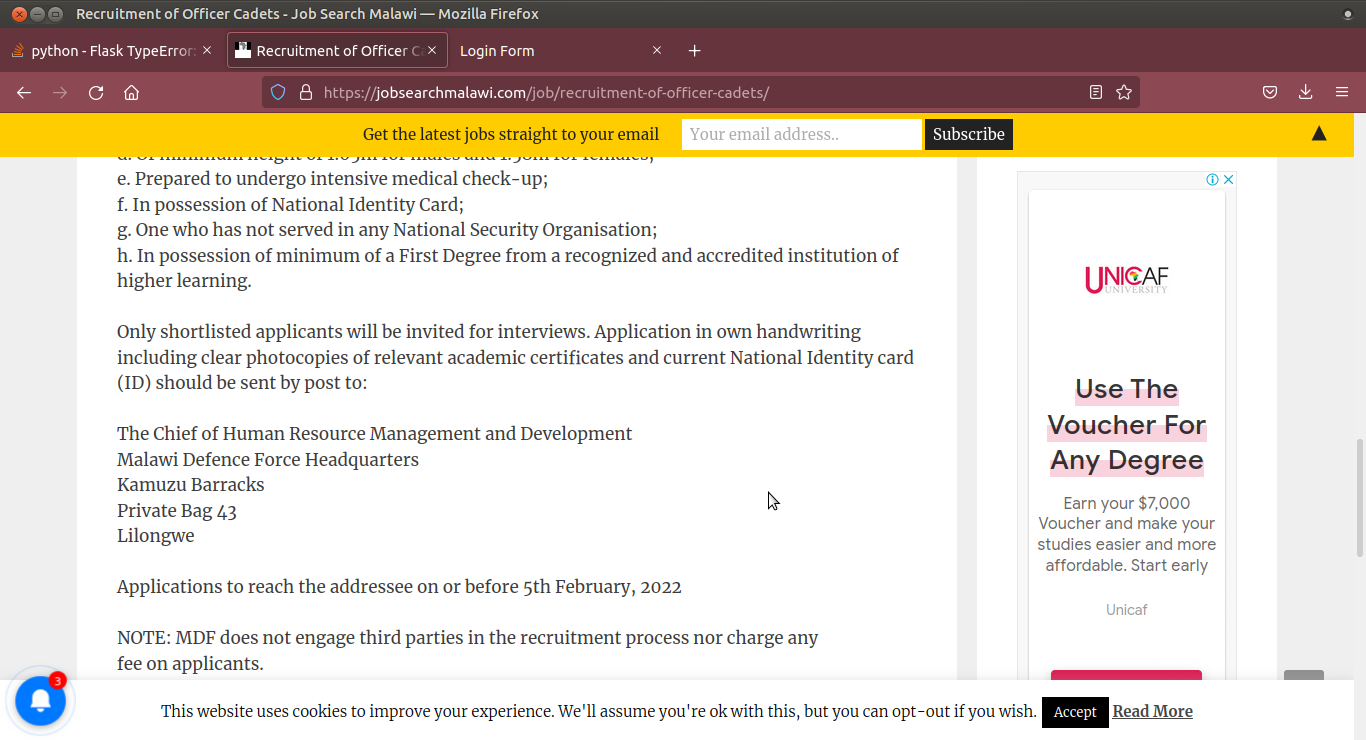 Recruitment of Officer Cadets - Job Search Malawi — Mozilla Firefox
python - Flask TypeError:
Recruitment of Officer C
Login Form
https://jobsearchmalawi.com/job/recruitment-of-officer-cadets/
Get the latest jobs straight to your email
Your email address..
Subscribe
▲
e. Prepared to undergo intensive medical check-up;
f. In possession of National Identity Card;
g. One who has not served in any National Security Organisation;
h. In possession of minimum of a First Degree from a recognized and accredited institution of
higher learning.
Only shortlisted applicants will be invited for interviews. Application in own handwriting
including clear photocopies of relevant academic certificates and current National Identity card
(ID) should be sent by post to:
The Chief of Human Resource Management and Development
Malawi Defence Force Headquarters
Kamuzu Barracks
Private Bag 43
Lilongwe
Applications to reach the addressee on or before 5th February, 2022
NOTE: MDF does not engage third parties in the recruitment process nor charge any
fee on applicants.
UNICAF
UNIVERSITY
Use The
Voucher For
Any Degree
Earn your $7,000
Voucher and make your
studies easier and more
affordable. Start early
Unicaf
3
This website uses cookies to improve your experience. We'll assume you're ok with this, but you can opt-out if you wish.
Accept
Read More